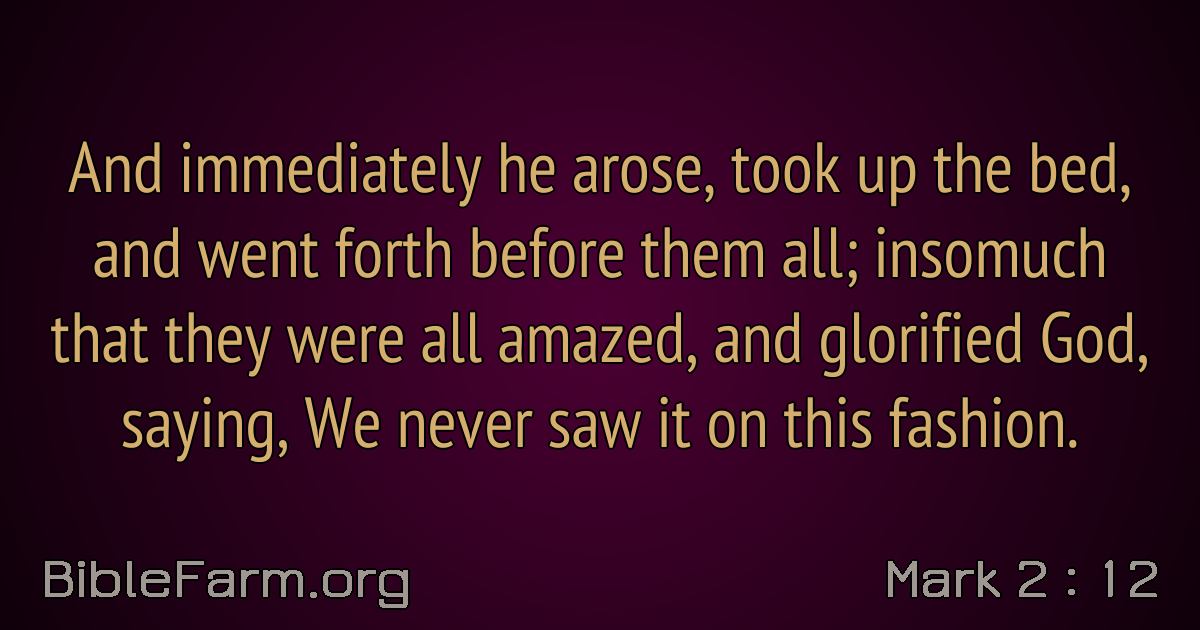 And immediately he arose, took up the bed,
and went forth before them all; insomuch
that they were all amazed, and glorified God,
saying, We never saw it on this fashion.
BibleFarm.org
Mark 2 : 12